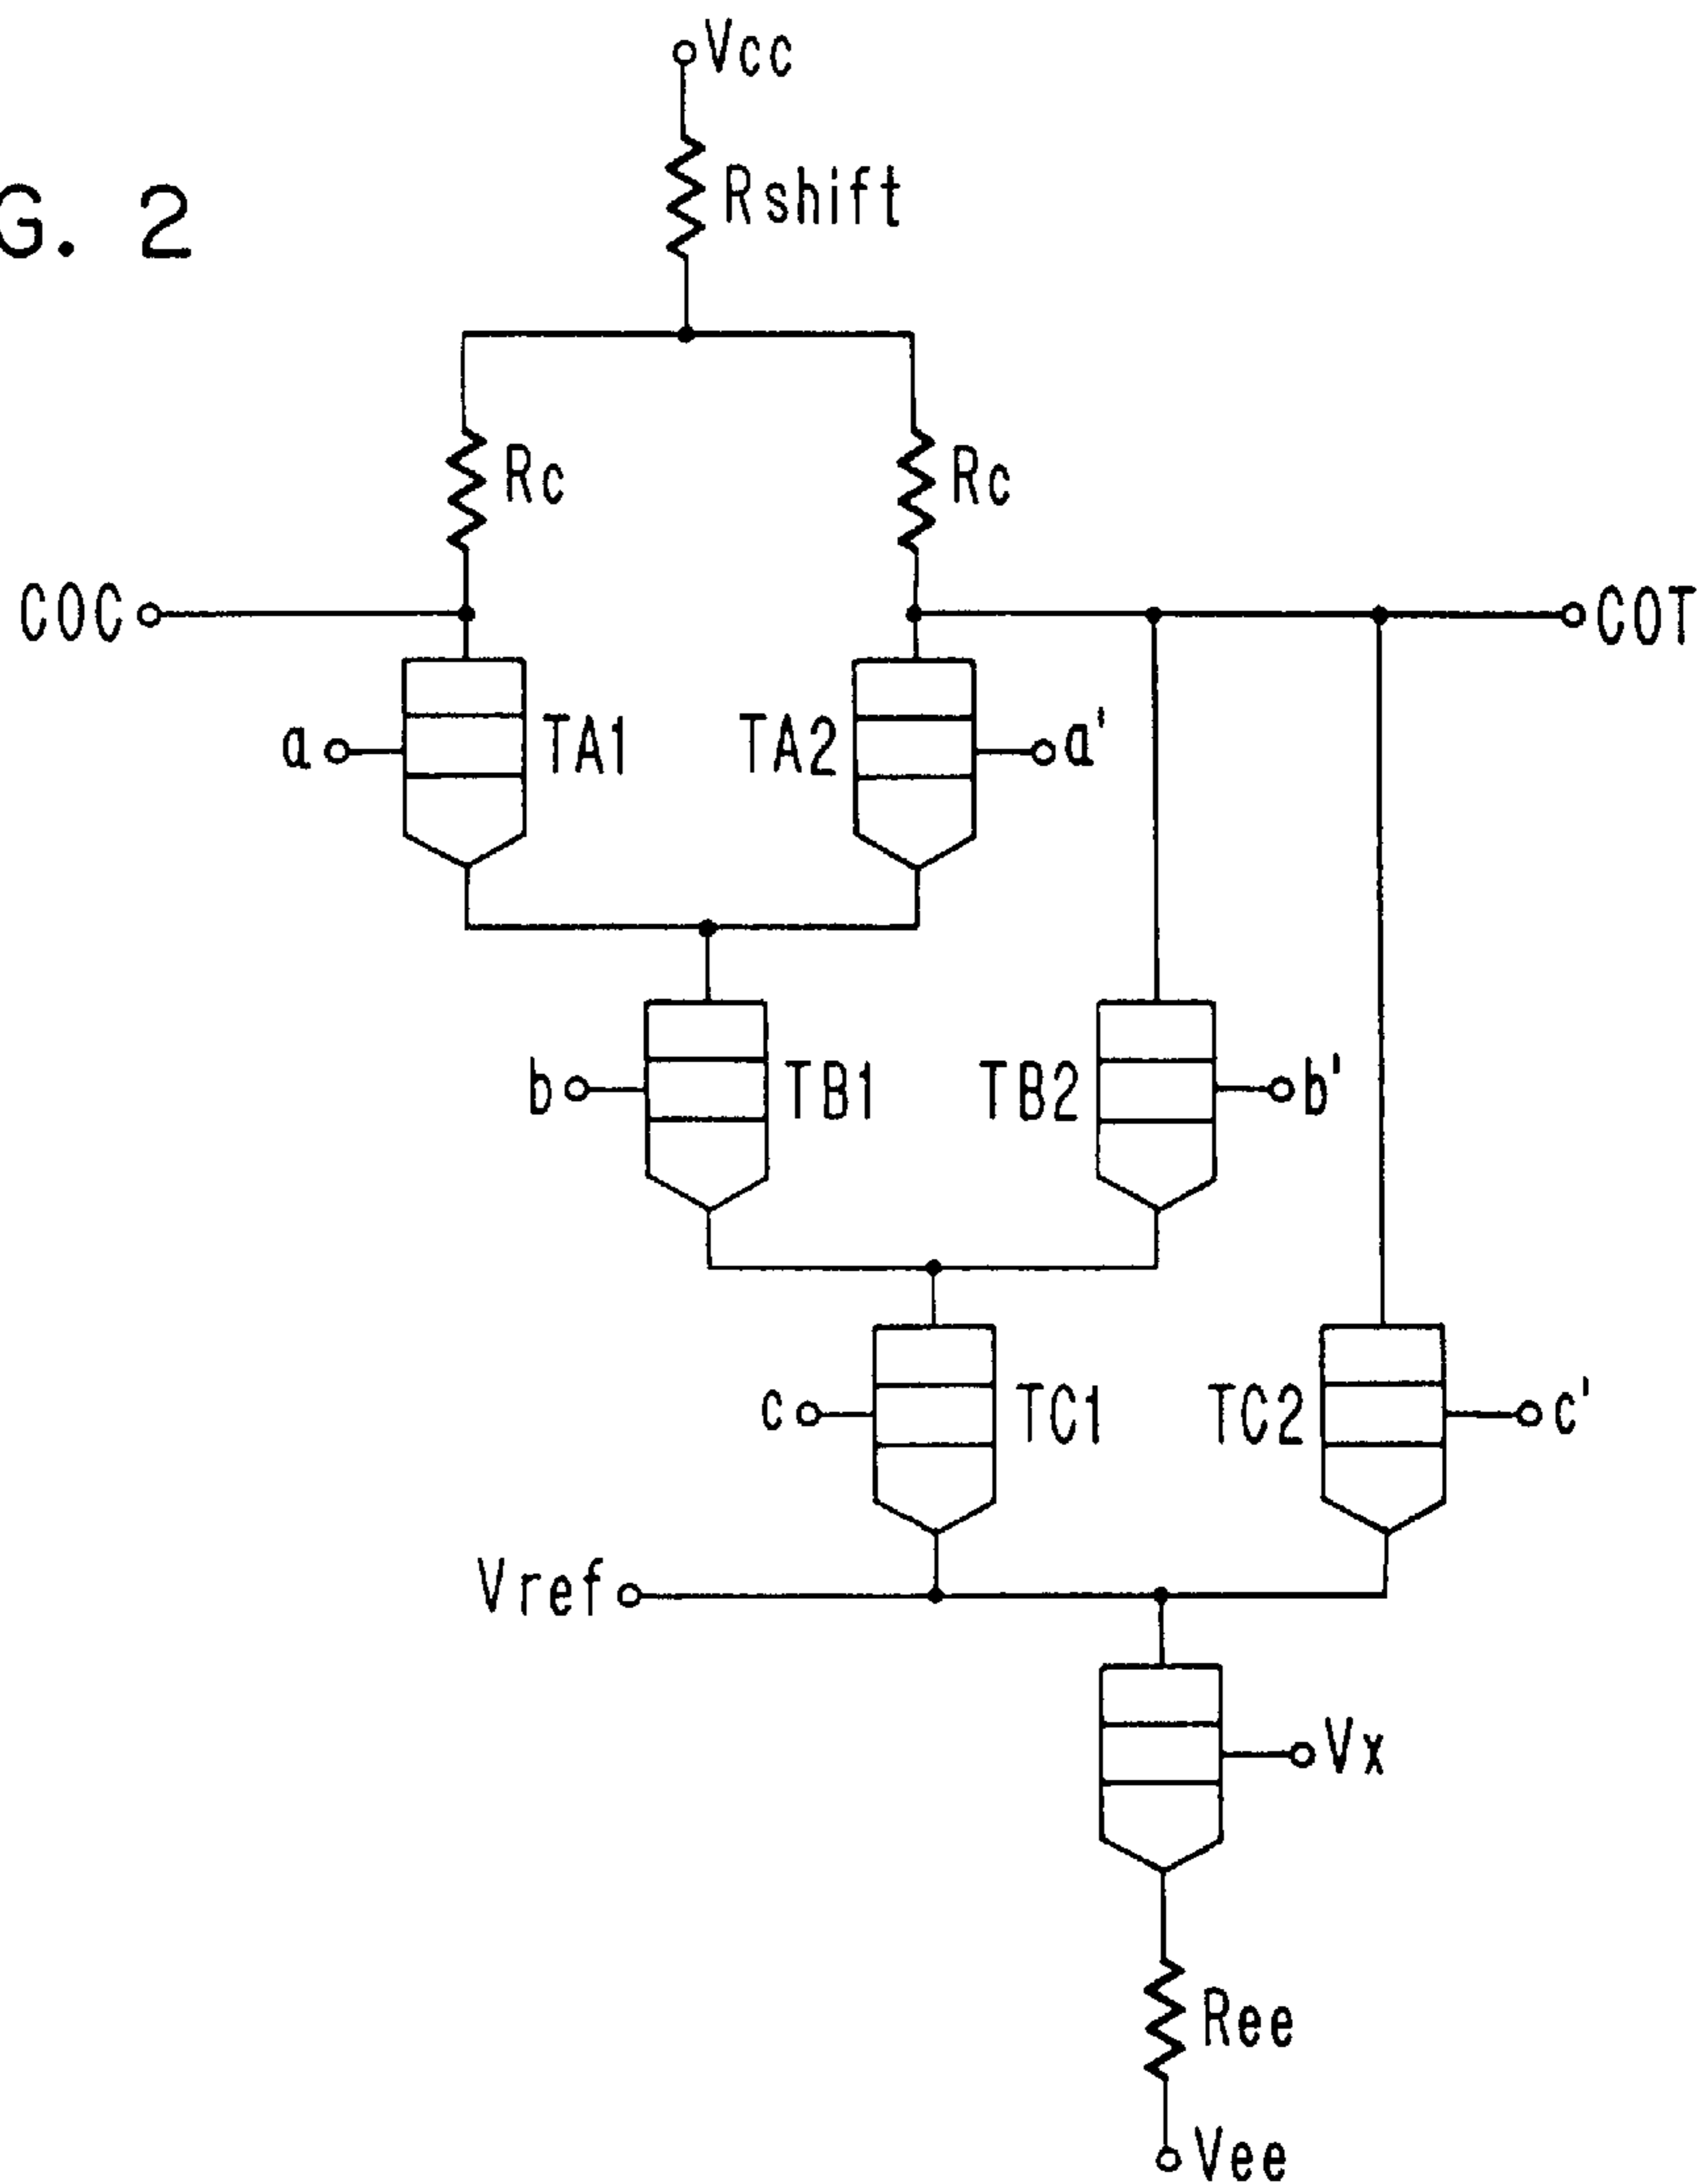 Vcc
Rshift
G. 2
Rc Rc
COC COT
a TA1 TA2 a'
b TB1 TB2 b'
c TC1 TC2 c'
Vref
Vx
Ree
Vee